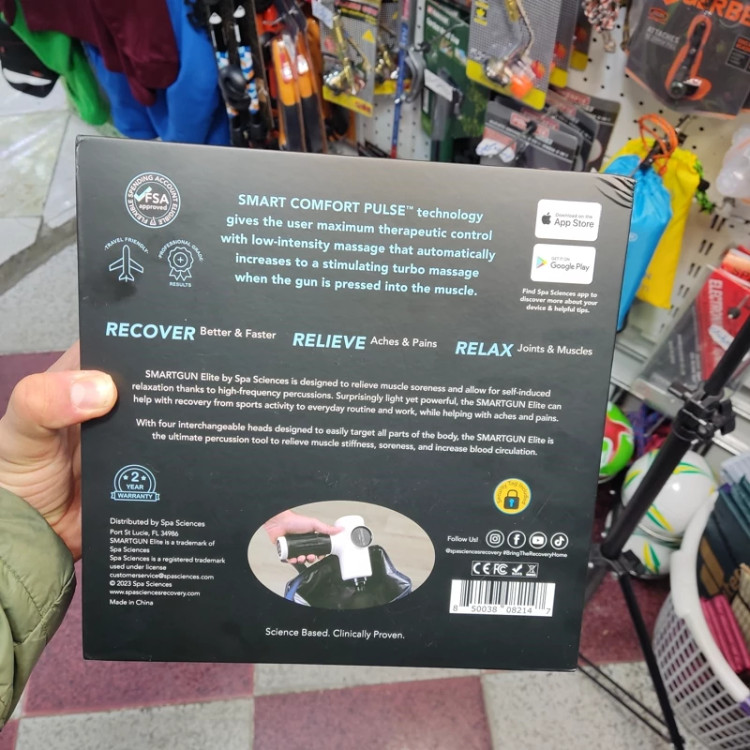 FLEXIBLE SPENDING ACCOUNT ELIGIBLE
FSA
approved
TRAVEL FRIENDLY
PROFESSIONAL GRADE
RESULTS
SMART COMFORT PULSE™ technology
gives the user maximum therapeutic control
with low-intensity massage that automatically
increases to a stimulating turbo massage
when the gun is pressed into the muscle.
Download on the
App Store
GET IT ON
Google Play
Find Spa Sciences app to
discover more about your
device & helpful tips.
RECOVER Better & Faster
RELIEVE Aches & Pains
RELAX Joints & Muscles
SMARTGUN Elite by Spa Sciences is designed to relieve muscle soreness and allow for self-induced
relaxation thanks to high-frequency percussions. Surprisingly light yet powerful, the SMARTGUN Elite can
help with recovery from sports activity to everyday routine and work, while helping with aches and pains.
With four interchangeable heads designed to easily target all parts of the body, the SMARTGUN Elite is
the ultimate percussion tool to relieve muscle stiffness, soreness, and increase blood circulation.
2
YEAR
WARRANTY
Distributed by Spa Sciences
Port St Lucie, FL 34986
SMARTGUN Elite is a trademark of
Spa Sciences
Spa Sciences is a registered trademark
used under license
customerservice@spasciences.com
© 2023 Spa Sciences
www.spasciencesrecovery.com
Made in China
Follow Us!
@spasciencesrecovery #BringTheRecoveryHome
CE FC
8 50038 08214 7
Science Based. Clinically Proven.